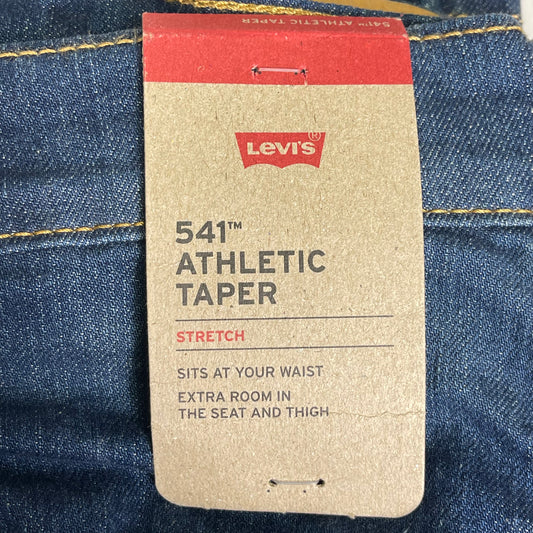 541™ ATHLETIC TAPER
LEVI'S®
541™
ATHLETIC
TAPER
STRETCH
SITS AT YOUR WAIST
EXTRA ROOM IN
THE SEAT AND THIGH